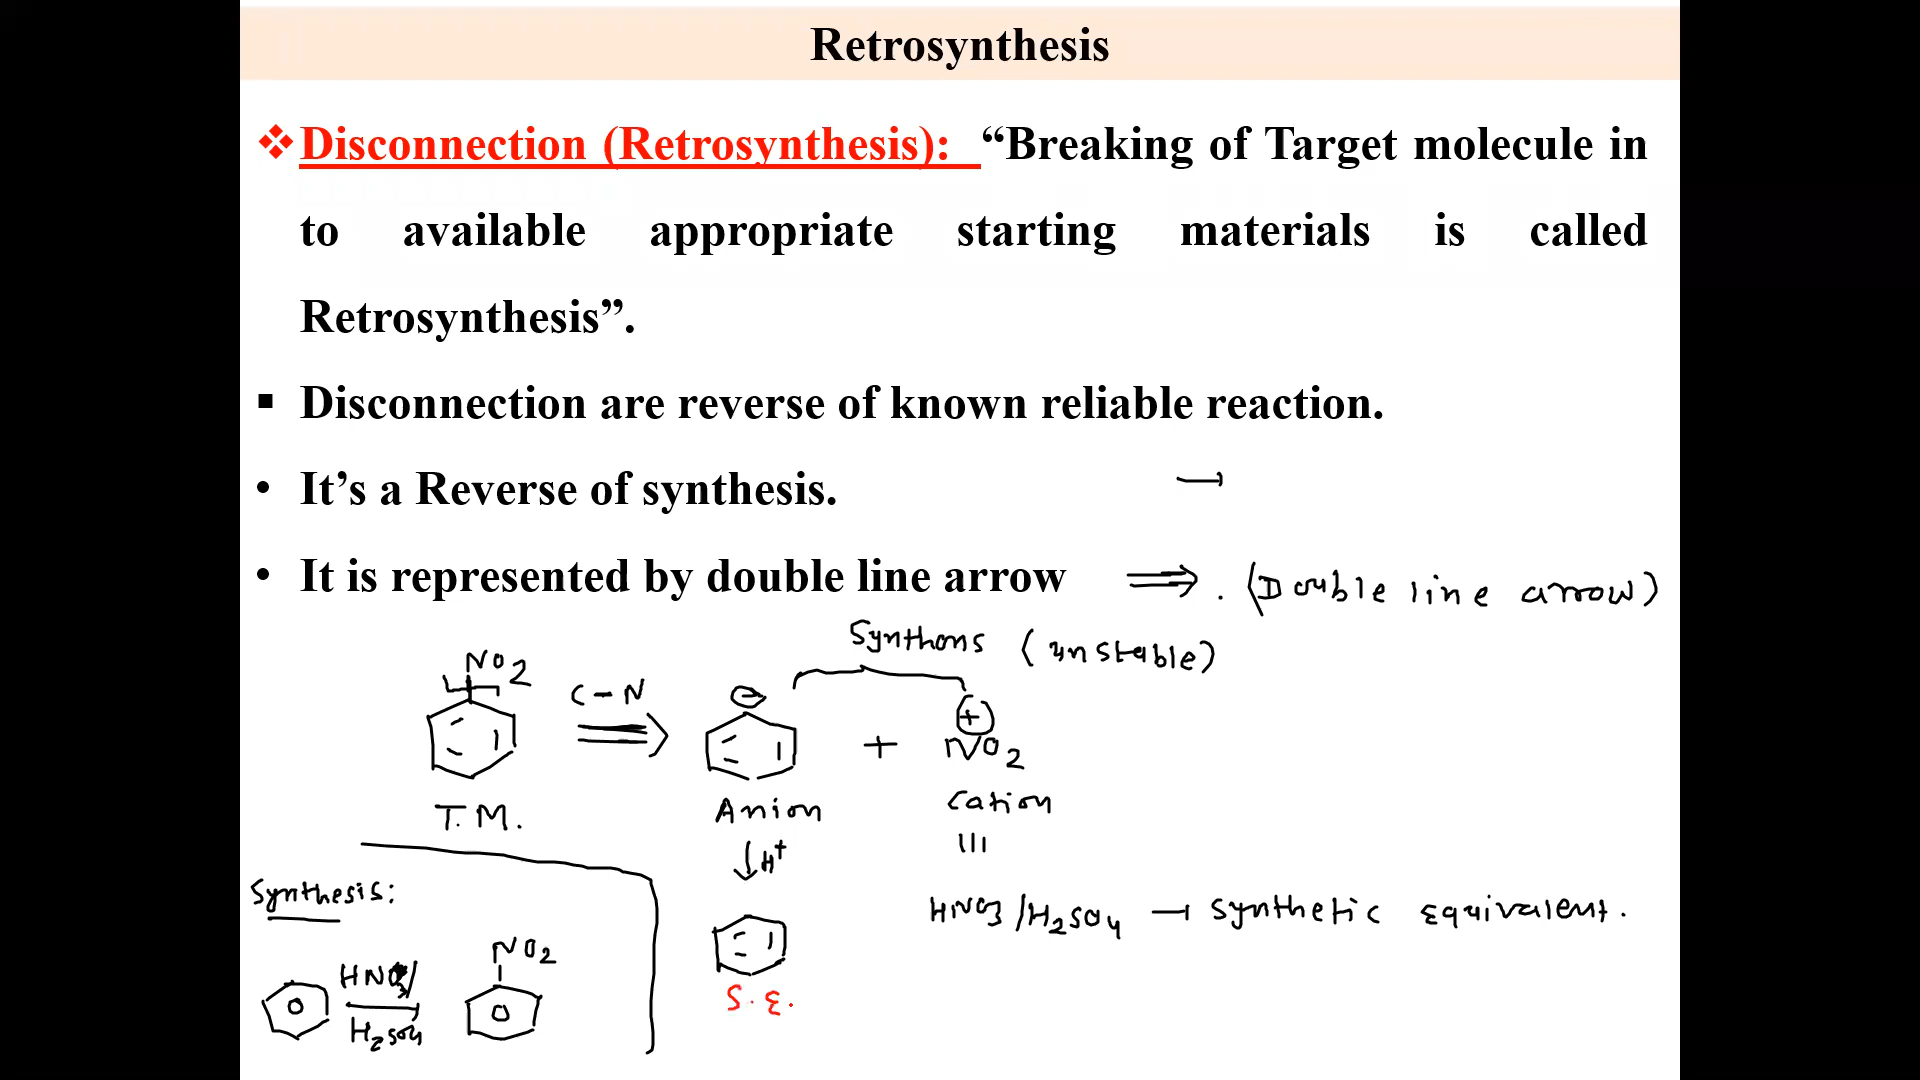 Retrosynthesis
❖Disconnection (Retrosynthesis): “Breaking of Target molecule in
to available appropriate starting materials is called
Retrosynthesis”.
▪ Disconnection are reverse of known reliable reaction.
• It’s a Reverse of synthesis.
• It is represented by double line arrow ⇒ . (Double line arrow)
Synthons (unstable)
NO2
C-N
⊖
⊕
+ NO2
T.M.
Anion
Cation
↓H+
III
Synthesis:
HNO3/H2SO4 → synthetic equivalent.
NO2
HNO3/
H2SO4
S.E.